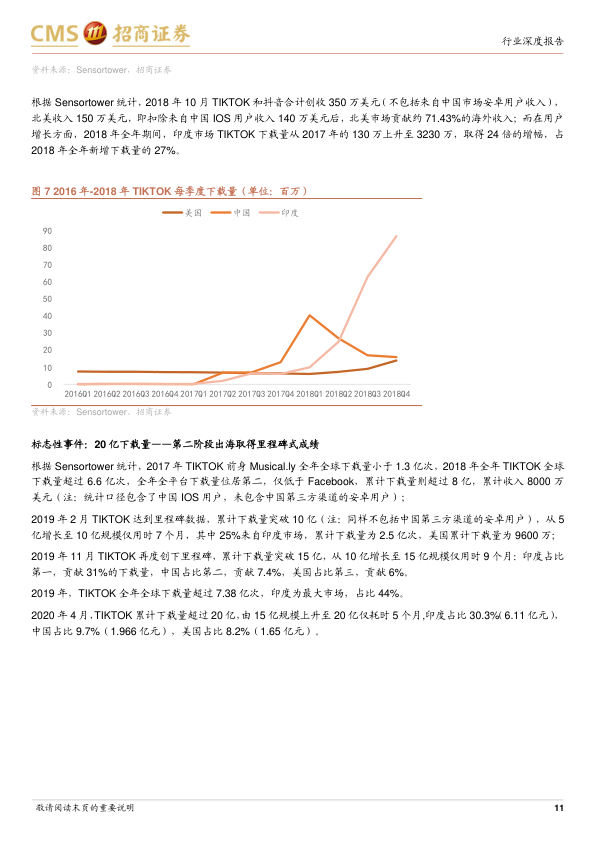 CMS 招商证券
行业深度报告
资料来源：Sensortower，招商证券
根据 Sensortower 统计，2018 年 10 月 TIKTOK 和抖音合计创收 350 万美元（不包括来自中国市场安卓用户收入），
北美收入 150 万美元，即扣除来自中国 IOS 用户收入 140 万美元后，北美市场贡献约 71.43%的海外收入；而在用户
增长方面，2018 年全年期间，印度市场 TIKTOK 下载量从 2017 年的 130 万上升至 3230 万，取得 24 倍的增幅，占
2018 年全年新增下载量的 27%。
图 7 2016 年-2018 年 TIKTOK 每季度下载量（单位：百万）
美国 中国 印度
90
80
70
60
50
40
30
20
10
0
2016Q1 2016Q2 2016Q3 2016Q4 2017Q1 2017Q2 2017Q3 2017Q4 2018Q1 2018Q2 2018Q3 2018Q4
资料来源：Sensortower，招商证券
标志性事件：20 亿下载量——第二阶段出海取得里程碑式成绩
根据 Sensortower 统计，2017 年 TIKTOK 前身 Musical.ly 全年全球下载量小于 1.3 亿次，2018 年全年 TIKTOK 全球
下载量超过 6.6 亿次，全年全平台下载量位居第二，仅低于 Facebook，累计下载量则超过 8 亿，累计收入 8000 万
美元（注：统计口径包含了中国 IOS 用户，未包含中国第三方渠道的安卓用户）；
2019 年 2 月 TIKTOK 达到里程碑数据，累计下载量突破 10 亿（注：同样不包括中国第三方渠道的安卓用户），从 5
亿增长至 10 亿规模仅用时 7 个月，其中 25%来自印度市场，累计下载量为 2.5 亿次，美国累计下载量为 9600 万；
2019 年 11 月 TIKTOK 再度创下里程碑，累计下载量突破 15 亿，从 10 亿增长至 15 亿规模仅用时 9 个月：印度占比
第一，贡献 31%的下载量，中国占比第二，贡献 7.4%，美国占比第三，贡献 6%。
2019 年，TIKTOK 全年全球下载量超过 7.38 亿次，印度为最大市场，占比 44%。
2020 年 4 月，TIKTOK 累计下载量超过 20 亿，由 15 亿规模上升至 20 亿仅耗时 5 个月，印度占比 30.3%（6.11 亿元），
中国占比 9.7%（1.966 亿元），美国占比 8.2%（1.65 亿元）。
敬请阅读末页的重要说明
11